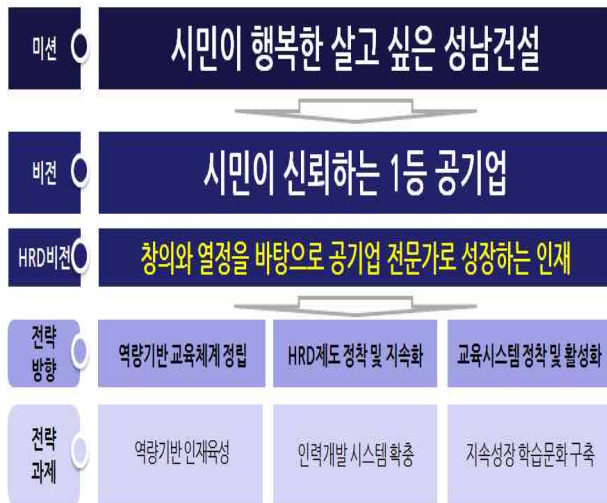 미션
시민이 행복한 살고 싶은 성남건설
비전
시민이 신뢰하는 1등 공기업
HRD비전
창의와 열정을 바탕으로 공기업 전문가로 성장하는 인재
전략
방향
역량기반 교육체계 정립
HRD제도 정착 및 지속화
교육시스템 정착 및 활성화
전략
과제
역량기반 인재육성
인력개발 시스템 확충
지속성장 학습문화 구축